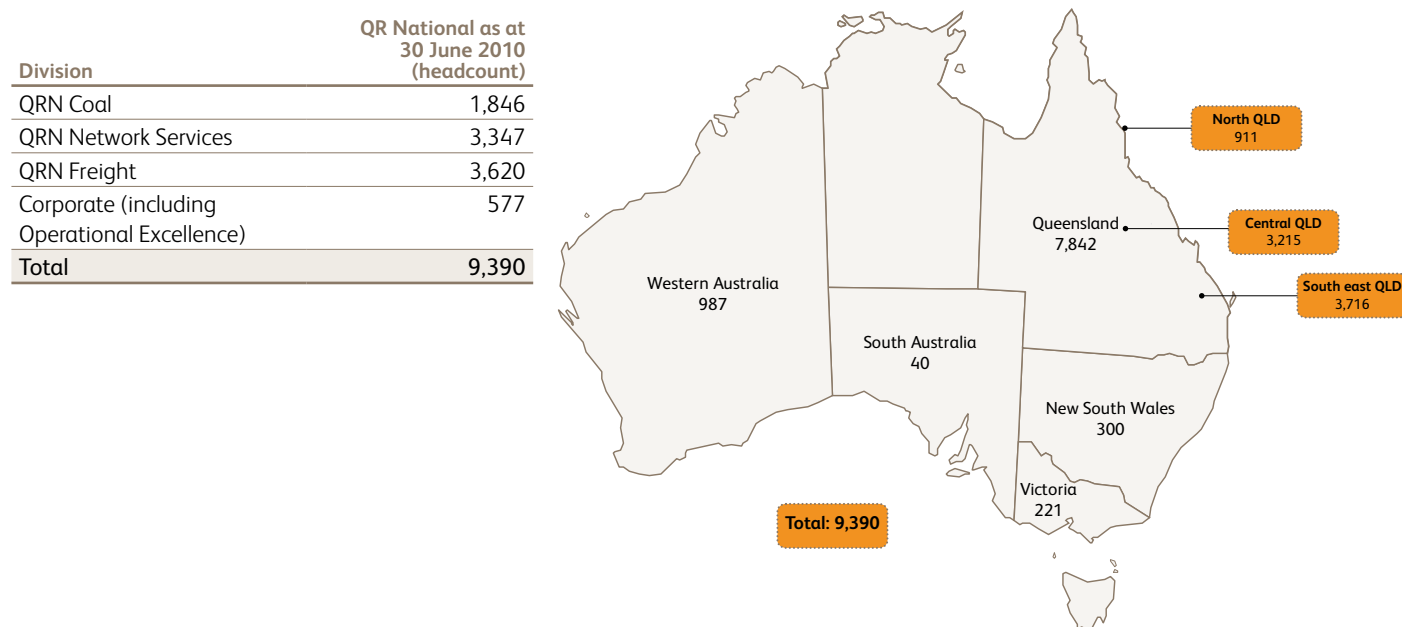 QR National as at
30 June 2010
Division (headcount)
QRN Coal 1,846
QRN Network Services 3,347
QRN Freight 3,620
Corporate (including 577
Operational Excellence)
Total 9,390
North QLD
911
Queensland
7,842
Central QLD
3,215
Western Australia
987
South east QLD
3,716
South Australia
40
New South Wales
300
Victoria
221
Total: 9,390